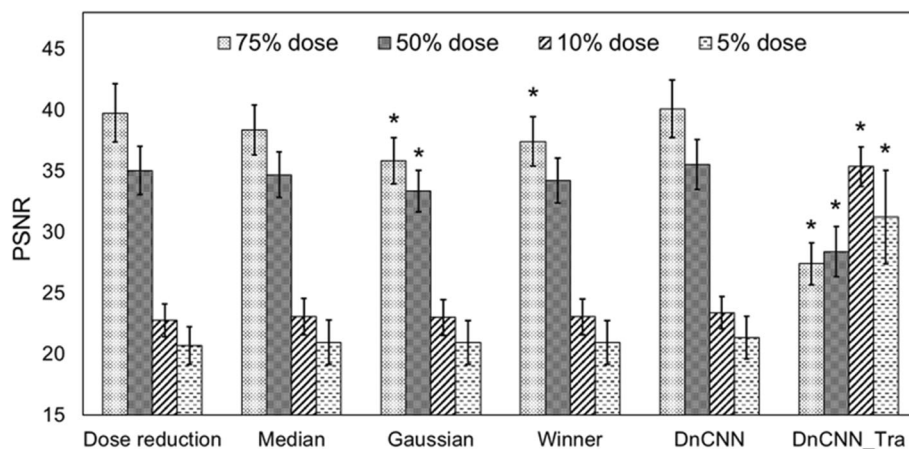 45
75% dose 50% dose 10% dose 5% dose
40
35
30
25
20
15
PSNR
* * * * * * *
Dose reduction Median Gaussian Winner DnCNN DnCNN_Tra